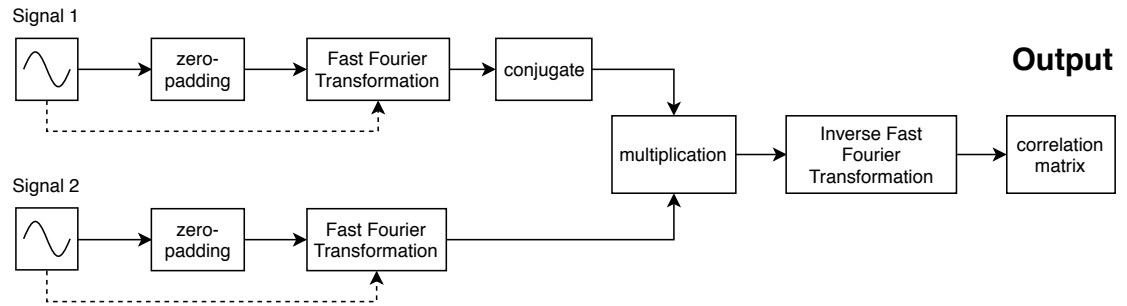 Signal 1
zero-
padding
Fast Fourier
Transformation
conjugate
Output
multiplication
Inverse Fast
Fourier
Transformation
correlation
matrix
Signal 2
zero-
padding
Fast Fourier
Transformation